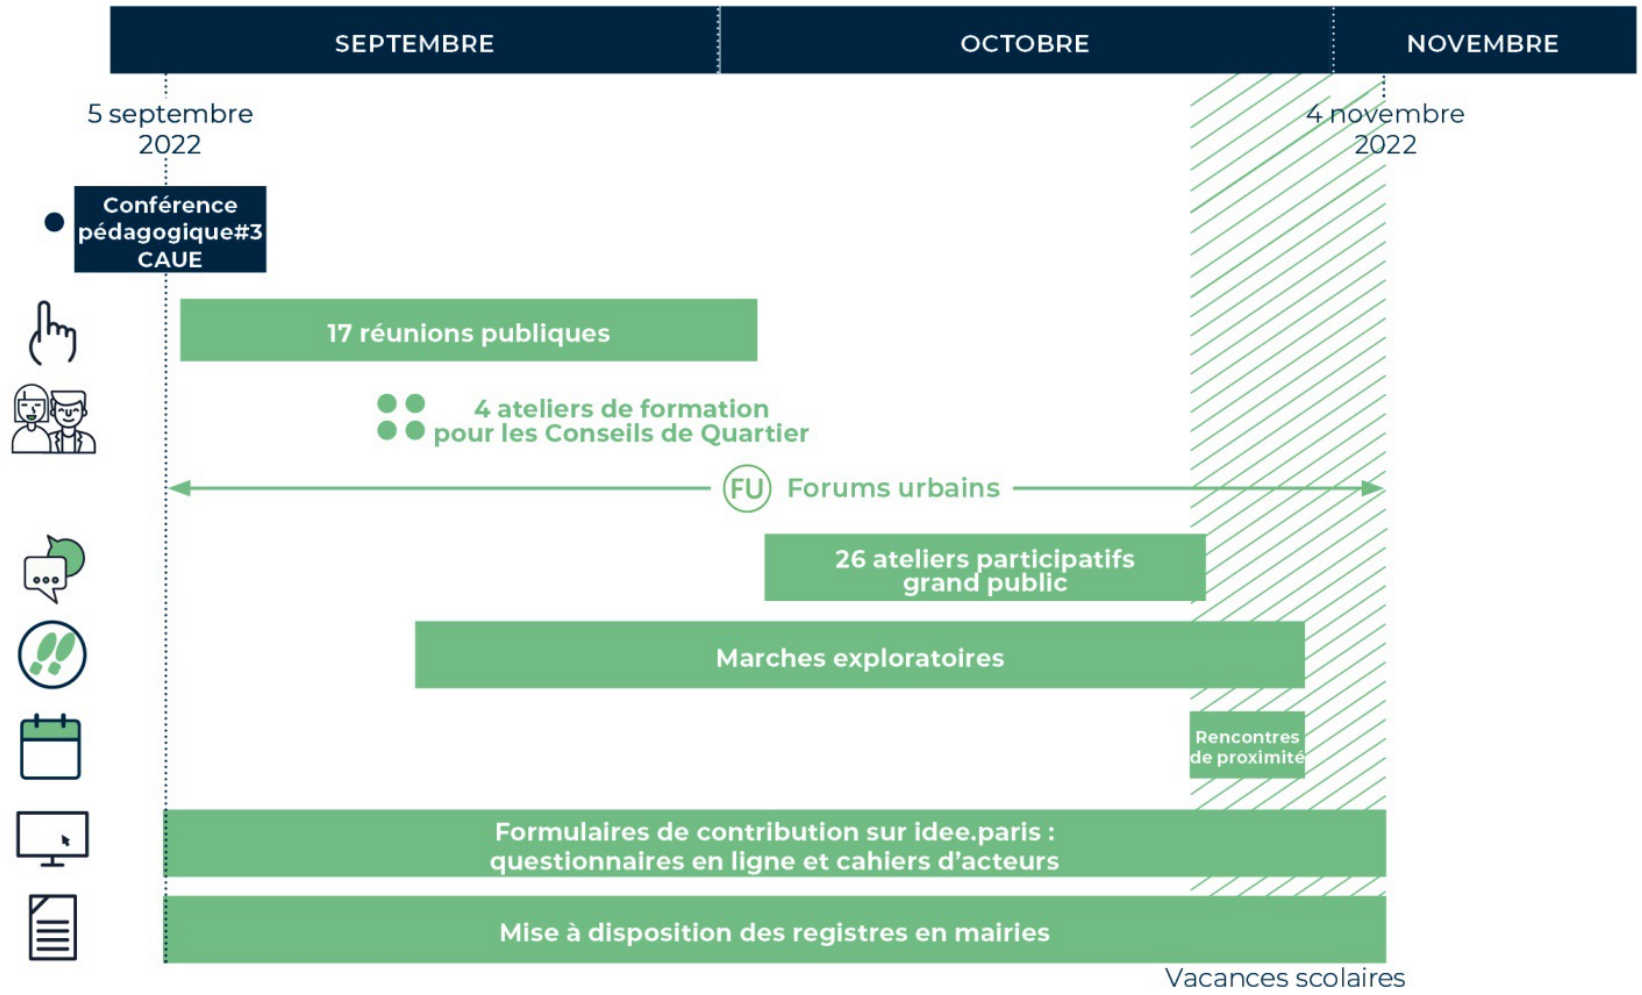 SEPTEMBRE
OCTOBRE
NOVEMBRE
5 septembre
2022
4 novembre
2022
Conférence
pédagogique#3
CAUE
17 réunions publiques
4 ateliers de formation
pour les Conseils de Quartier
FU Forums urbains
26 ateliers participatifs
grand public
Marches exploratoires
Rencontres
de proximité
Formulaires de contribution sur idee.paris :
questionnaires en ligne et cahiers d’acteurs
Mise à disposition des registres en mairies
Vacances scolaires